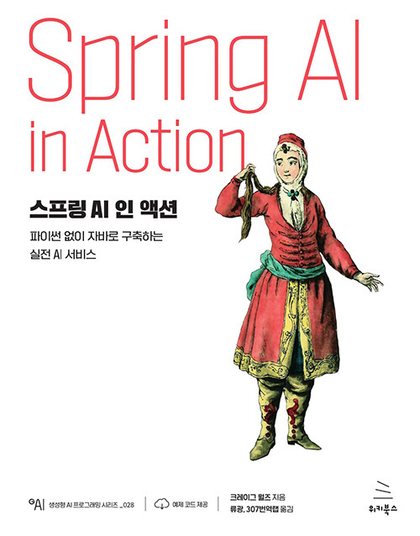 Spring AI
in Action
스프링 AI 인 액션
파이썬 없이 자바로 구축하는
실전 AI 서비스
AI 생성형 AI 프로그래밍 시리즈 _028
예제 코드 제공
크레이그 월즈 지음
류광, 307번역랩 옮김
위키북스